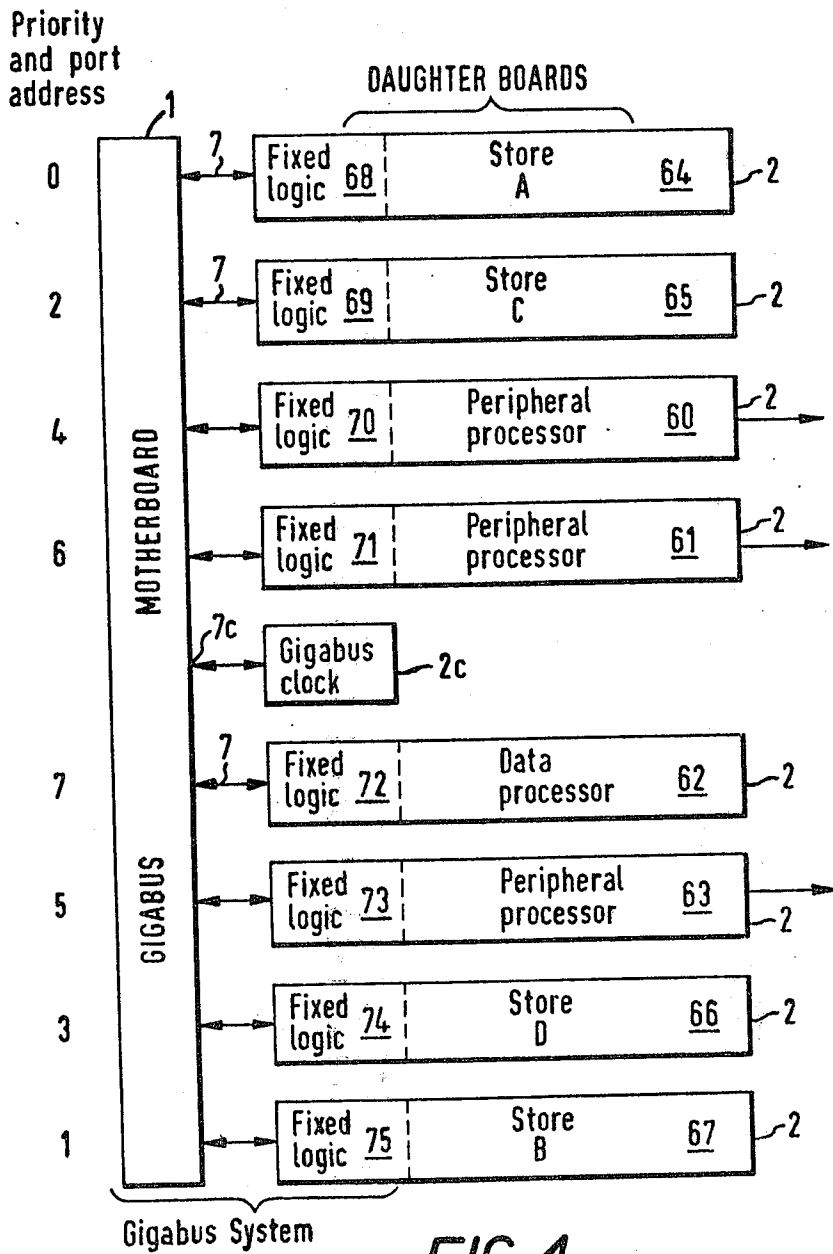 Priority
and port
address
DAUGHTER BOARDS
1
0
7
Fixed
logic 68
Store
A
64
2
2
7
Fixed
logic 69
Store
C
65
2
4
Fixed
logic 70
Peripheral
processor
60
2
6
Fixed
logic 71
Peripheral
processor
61
2
MOTHERBOARD
7c
Gigabus
clock
2c
7
7
Fixed
logic 72
Data
processor
62
2
5
Fixed
logic 73
Peripheral
processor
63
2
GIGABUS
3
Fixed
logic 74
Store
D
66
2
1
Fixed
logic 75
Store
B
67
2
Gigabus System